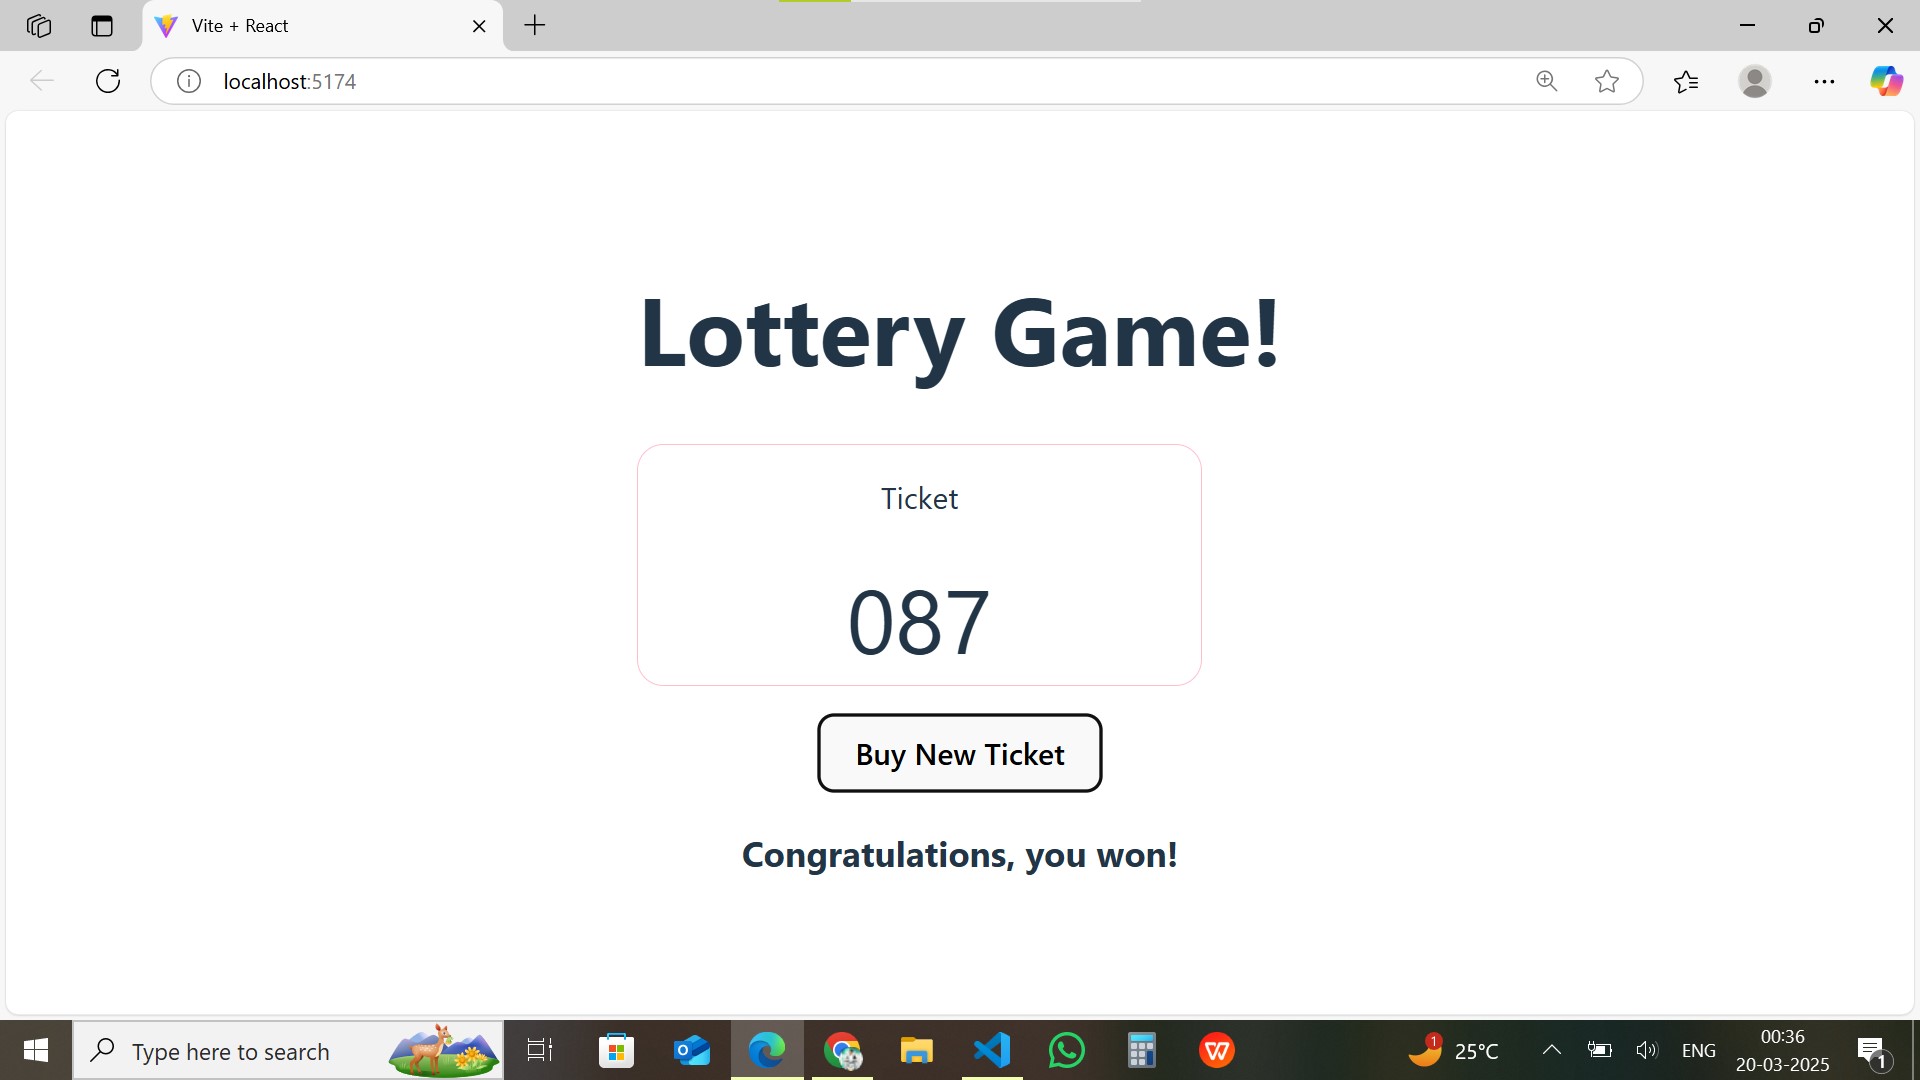 Vite + React
localhost:5174
Lottery Game!
Ticket
087
Buy New Ticket
Congratulations, you won!
Type here to search
1
25°C
ENG
00:36
20-03-2025
1